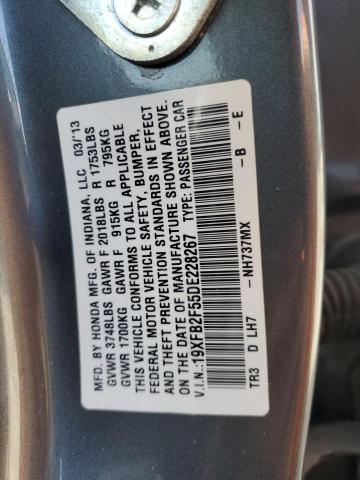 MFD. BY HONDA MFG. OF INDIANA, LLC 03/'13
GVWR 3748LBS GAWR F 2018LBS R 1753LBS
GVWR 1700KG GAWR F 915KG R 795KG
THIS VEHICLE CONFORMS TO ALL APPLICABLE
FEDERAL MOTOR VEHICLE SAFETY, BUMPER,
AND THEFT PREVENTION STANDARDS IN EFFECT
ON THE DATE OF MANUFACTURE SHOWN ABOVE.
V.I.N.:19XFB2F55DE228267 TYPE: PASSENGER CAR
TR3 D LH7 -NH737MX -B -E